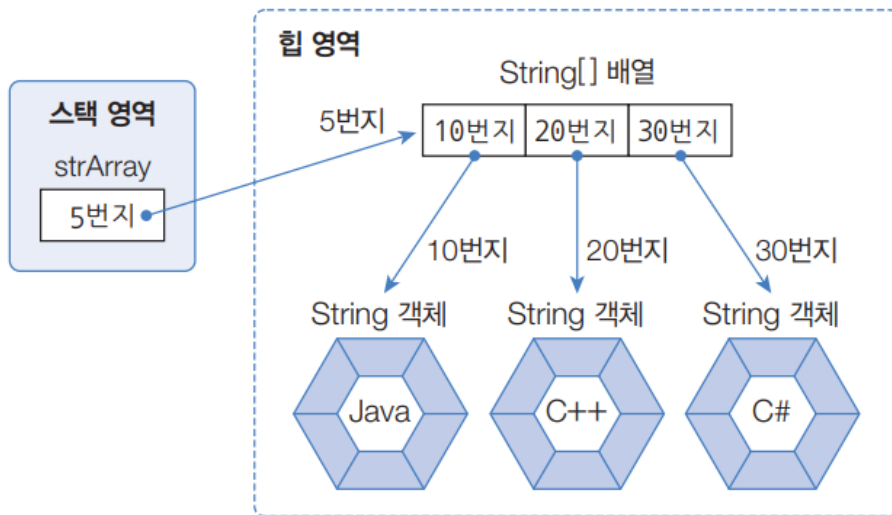 힙 영역
String[] 배열
스택 영역
strArray
5번지
5번지
10번지 20번지 30번지
10번지 20번지 30번지
String 객체 String 객체 String 객체
Java C++ C#